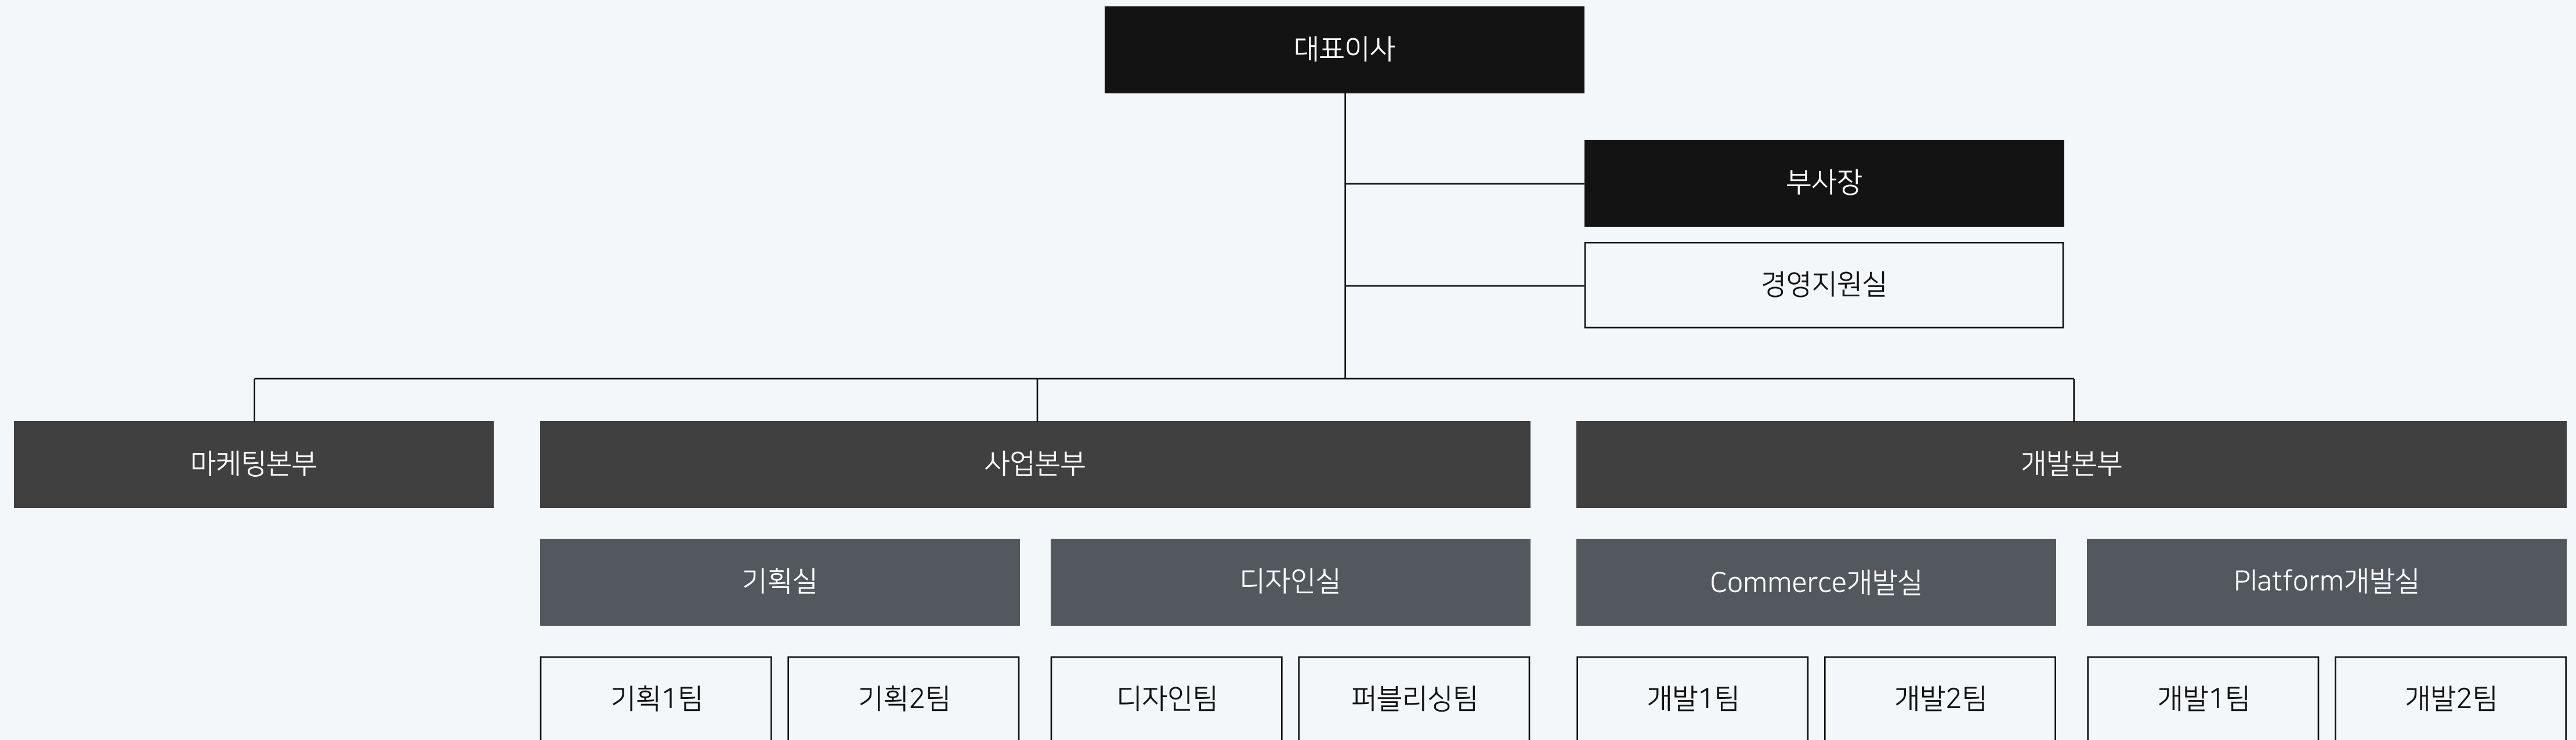 대표이사
부사장
경영지원실
마케팅본부
사업본부
개발본부
기획실
디자인실
Commerce개발실
Platform개발실
기획1팀
기획2팀
디자인팀
퍼블리싱팀
개발1팀
개발2팀
개발1팀
개발2팀